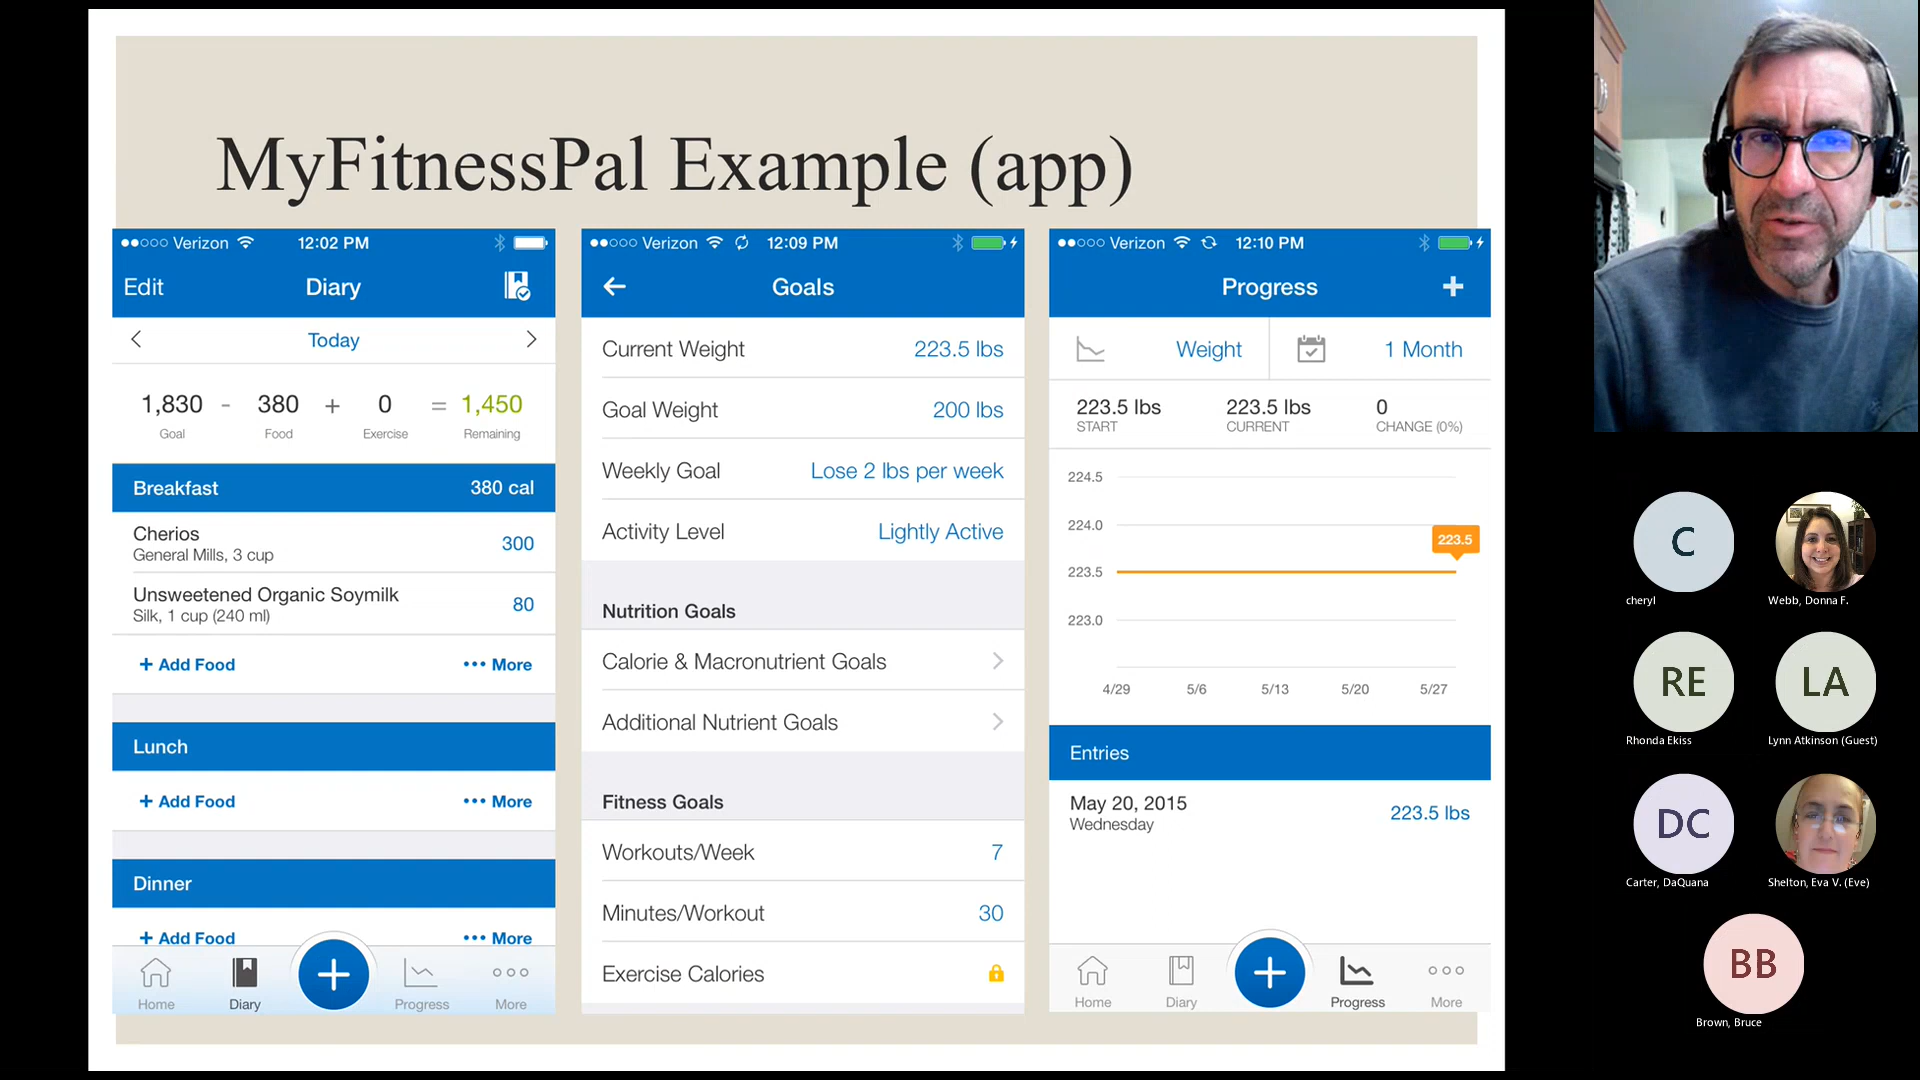 MyFitnessPal Example (app)
Verizon 12:02 PM
Edit Diary
Today
1,830 - 380 + 0 = 1,450
Goal Food Exercise Remaining
Breakfast 380 cal
Cherios 300
General Mills, 3 cup
Unsweetened Organic Soymilk 80
Silk, 1 cup (240 ml)
+ Add Food ••• More
Lunch
+ Add Food ••• More
Dinner
+ Add Food ••• More
Home Diary + Progress More
Verizon 12:09 PM
Goals
Current Weight 223.5 lbs
Goal Weight 200 lbs
Weekly Goal Lose 2 lbs per week
Activity Level Lightly Active
Nutrition Goals
Calorie & Macronutrient Goals
Additional Nutrient Goals
Fitness Goals
Workouts/Week 7
Minutes/Workout 30
Exercise Calories
Verizon 12:10 PM
Progress +
Weight 1 Month
223.5 lbs 223.5 lbs 0
START CURRENT CHANGE (0%)
224.5
224.0
223.5
223.5
223.0
4/29 5/6 5/13 5/20 5/27
Entries
May 20, 2015 223.5 lbs
Wednesday
Home Diary + Progress More
C
cheryl Webb, Donna F.
RE LA
Rhonda Ekiss Lynn Atkinson (Guest)
DC
Carter, DaQuana Shelton, Eva V. (Eve)
BB
Brown, Bruce